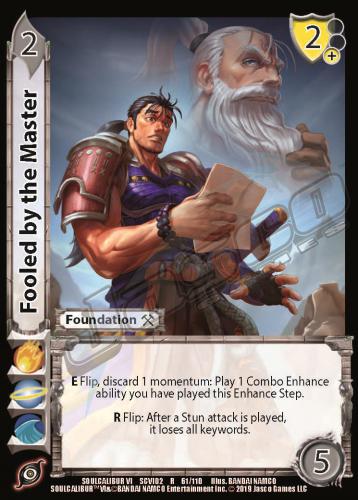 2
2
+
Fooled by the Master
JASCO
GAMES
Foundation
E Flip, discard 1 momentum: Play 1 Combo Enhance
ability you have played this Enhance Step.
R Flip: After a Stun attack is played,
it loses all keywords.
5
SOULCALIBUR VI SCVI02 R 61/110 Illus. BANDAI NAMCO
SOULCALIBUR™VI&©BANDAI NAMCO Entertainment Inc. © 2019 Jasco Games LLC